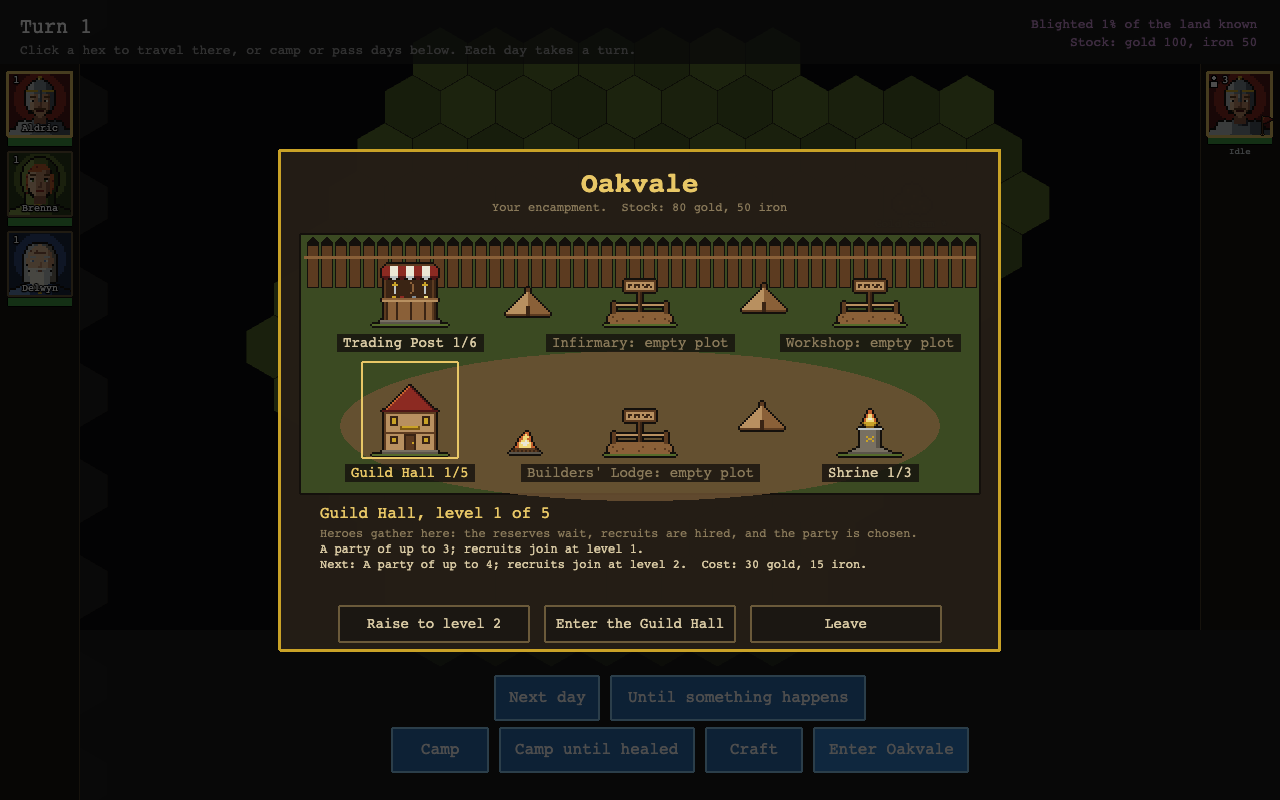 Turn 1
Click a hex to travel there, or camp or pass days below. Each day takes a turn.
Blighted 1% of the land known
Stock: gold 100, iron 50
1
Aldric
1
Brenna
1
Delwyn
3
Idle
Oakvale
Your encampment. Stock: 80 gold, 50 iron
Trading Post 1/6
Infirmary: empty plot
Workshop: empty plot
Guild Hall 1/5
Builders' Lodge: empty plot
Shrine 1/3
Guild Hall, level 1 of 5
Heroes gather here: the reserves wait, recruits are hired, and the party is chosen.
A party of up to 3; recruits join at level 1.
Next: A party of up to 4; recruits join at level 2. Cost: 30 gold, 15 iron.
Raise to level 2
Enter the Guild Hall
Leave
Next day
Until something happens
Camp
Camp until healed
Craft
Enter Oakvale